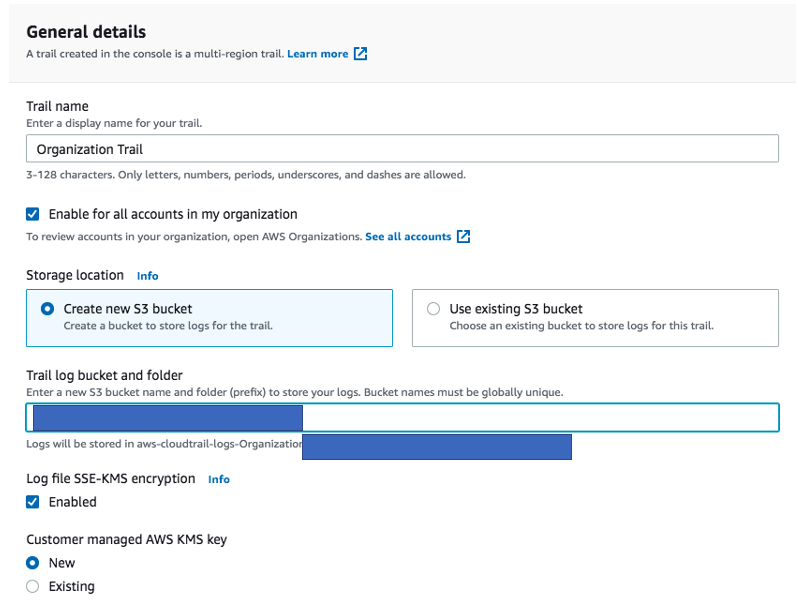 General details
A trail created in the console is a multi-region trail. Learn more
Trail name
Enter a display name for your trail.
Organization Trail
3-128 characters. Only letters, numbers, periods, underscores, and dashes are allowed.
Enable for all accounts in my organization
To review accounts in your organization, open AWS Organizations. See all accounts
Storage location Info
Create new S3 bucket
Create a bucket to store logs for the trail.
Use existing S3 bucket
Choose an existing bucket to store logs for this trail.
Trail log bucket and folder
Enter a new S3 bucket name and folder (prefix) to store your logs. Bucket names must be globally unique.
Logs will be stored in aws-cloudtrail-logs-Organization
Log file SSE-KMS encryption Info
Enabled
Customer managed AWS KMS key
New
Existing